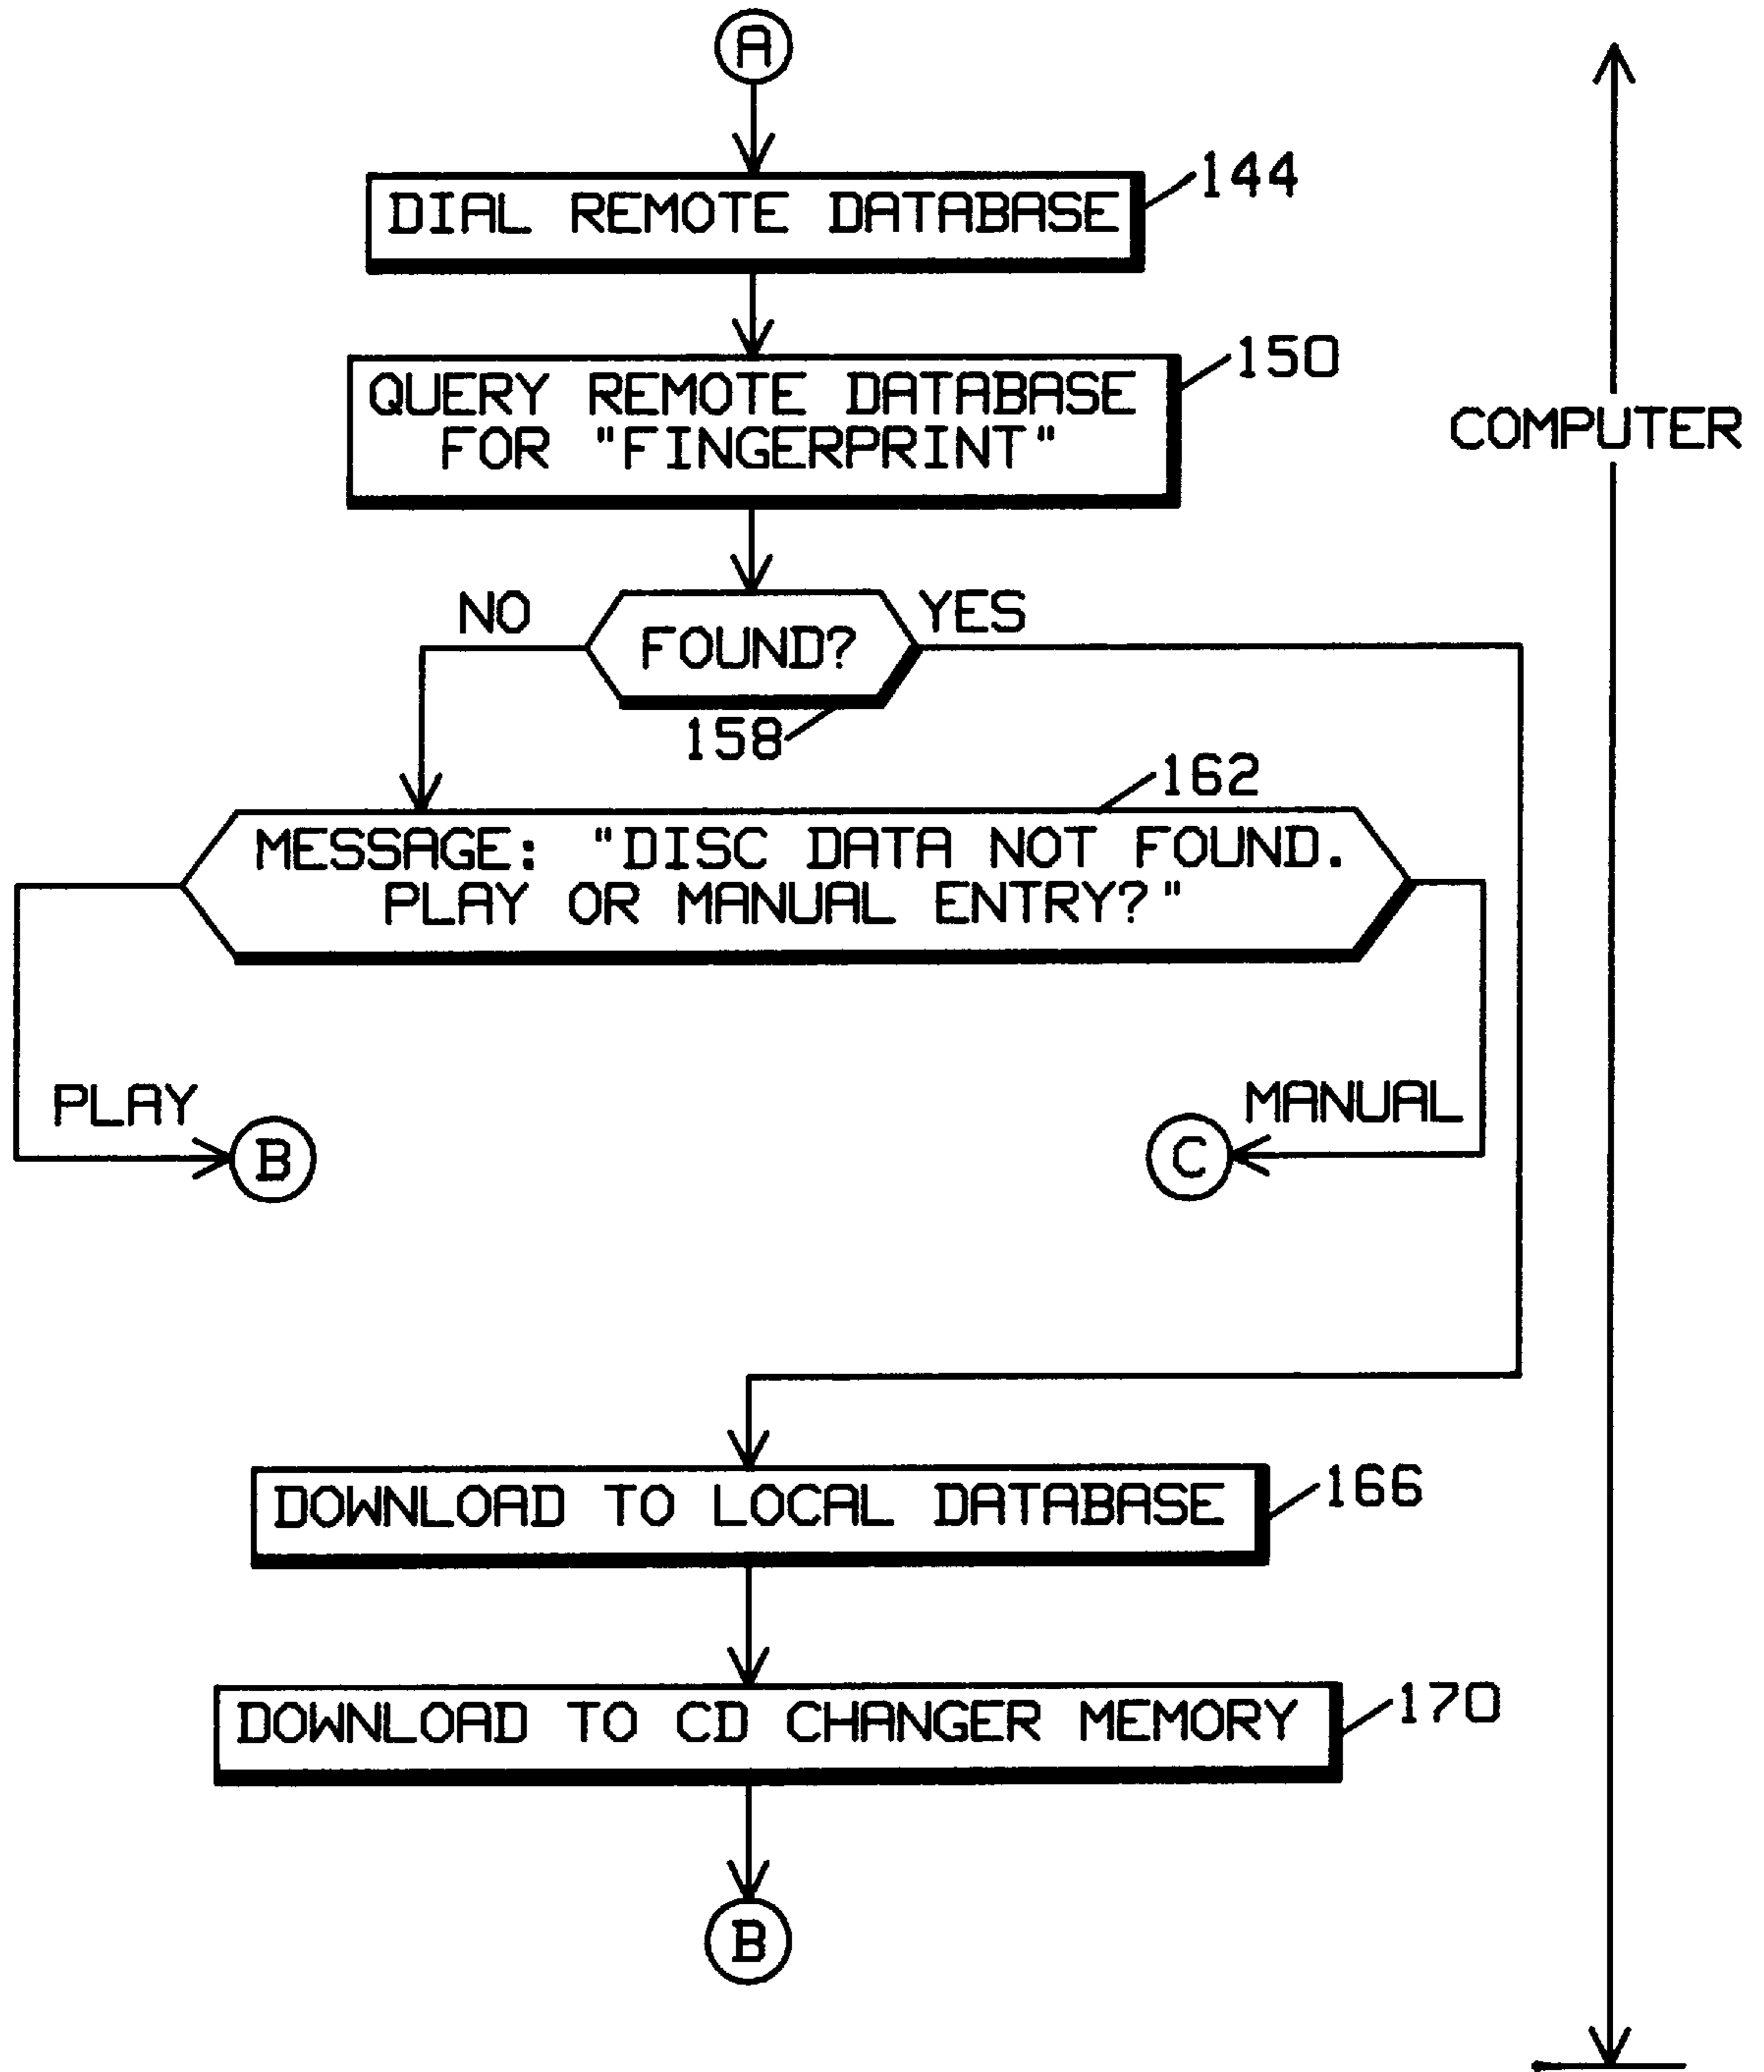 A
DIAL REMOTE DATABASE
144
QUERY REMOTE DATABASE
FOR "FINGERPRINT"
150
COMPUTER
NO
FOUND?
YES
158
162
MESSAGE: "DISC DATA NOT FOUND.
PLAY OR MANUAL ENTRY?"
PLAY
B
MANUAL
C
DOWNLOAD TO LOCAL DATABASE
166
DOWNLOAD TO CD CHANGER MEMORY
170
B